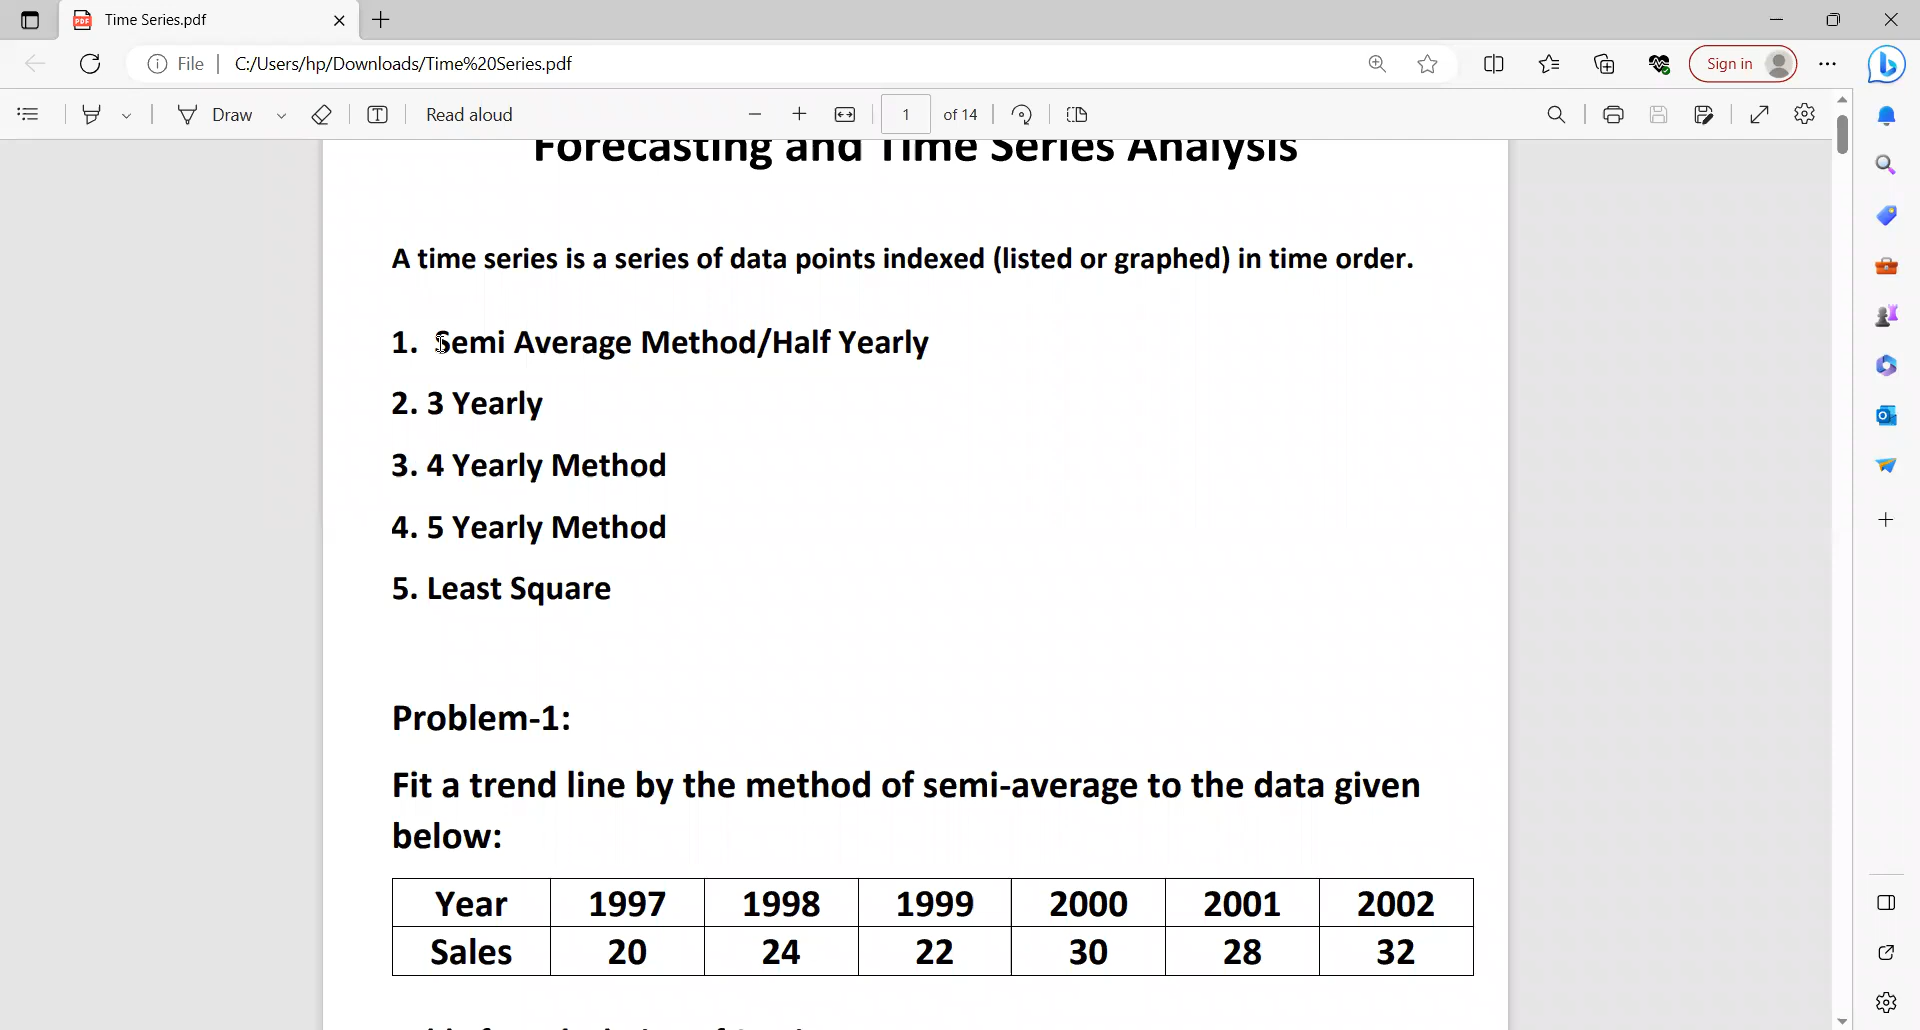 Time Series.pdf
File
C:/Users/hp/Downloads/Time%20Series.pdf
Sign in
Draw
Read aloud
1
of 14
Forecasting and Time Series Analysis
A time series is a series of data points indexed (listed or graphed) in time order.
1. Semi Average Method/Half Yearly
2. 3 Yearly
3. 4 Yearly Method
4. 5 Yearly Method
5. Least Square
Problem-1:
Fit a trend line by the method of semi-average to the data given
below:
Year 1997 1998 1999 2000 2001 2002
Sales 20 24 22 30 28 32